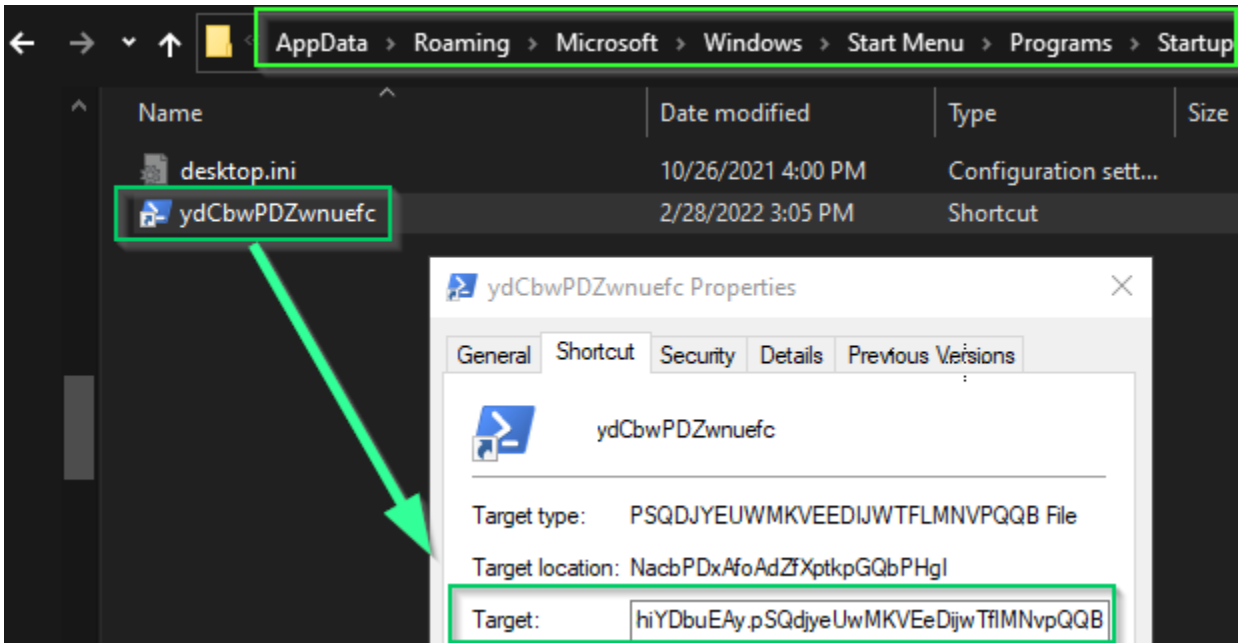 AppData > Roaming > Microsoft > Windows > Start Menu > Programs > Startup
Name Date modified Type Size
desktop.ini 10/26/2021 4:00 PM Configuration sett...
ydCbwPDZwnuefc 2/28/2022 3:05 PM Shortcut
ydCbwPDZwnuefc Properties
General Shortcut Security Details Previous Versions
ydCbwPDZwnuefc
Target type: PSQDJYEUWMKVEEDIJWTFLMNVPQQB File
Target location: NacbPDxAfoAdZfXptkpGQbPHgl
Target: hiYDbuEAy.pSQdjyeUwMKVEeDijwTflMNvpQQB